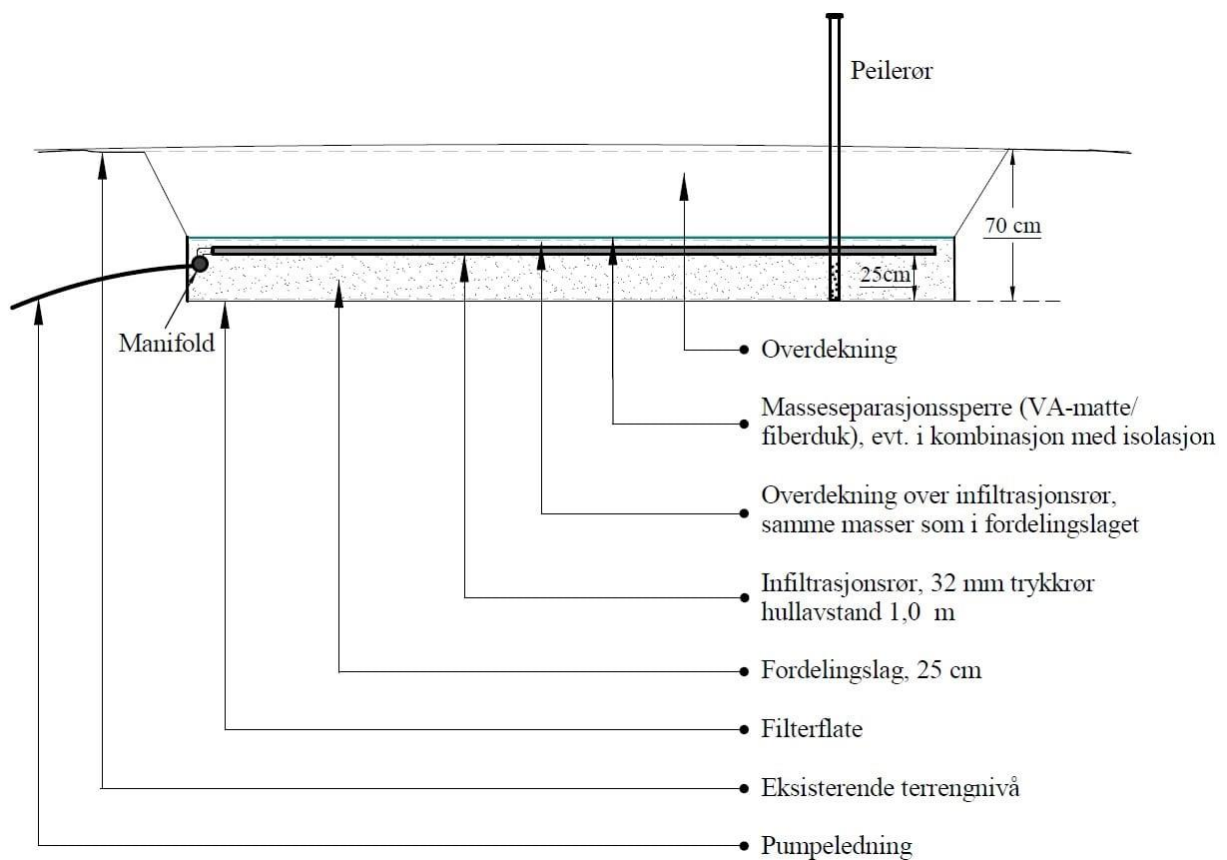 Peilerør
70 cm
25cm
Manifold
Overdekning
Masseseparasjonssperre (VA-matte/
fiberduk), evt. i kombinasjon med isolasjon
Overdekning over infiltrasjonsrør,
samme masser som i fordelingslaget
Infiltrasjonsrør, 32 mm trykkrør
hullavstand 1,0 m
Fordelingslag, 25 cm
Filterflate
Eksisterende terrengnivå
Pumpeledning